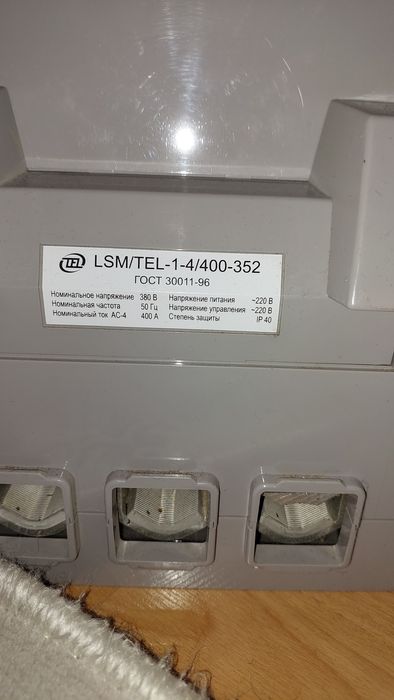 TEL LSM/TEL-1-4/400-352
ГОСТ 30011-96
Номинальное напряжение 380 В Напряжение питания ~220 В
Номинальная частота 50 Гц Напряжение управления ~220 В
Номинальный ток АС-4 400 А Степень защиты IP 40